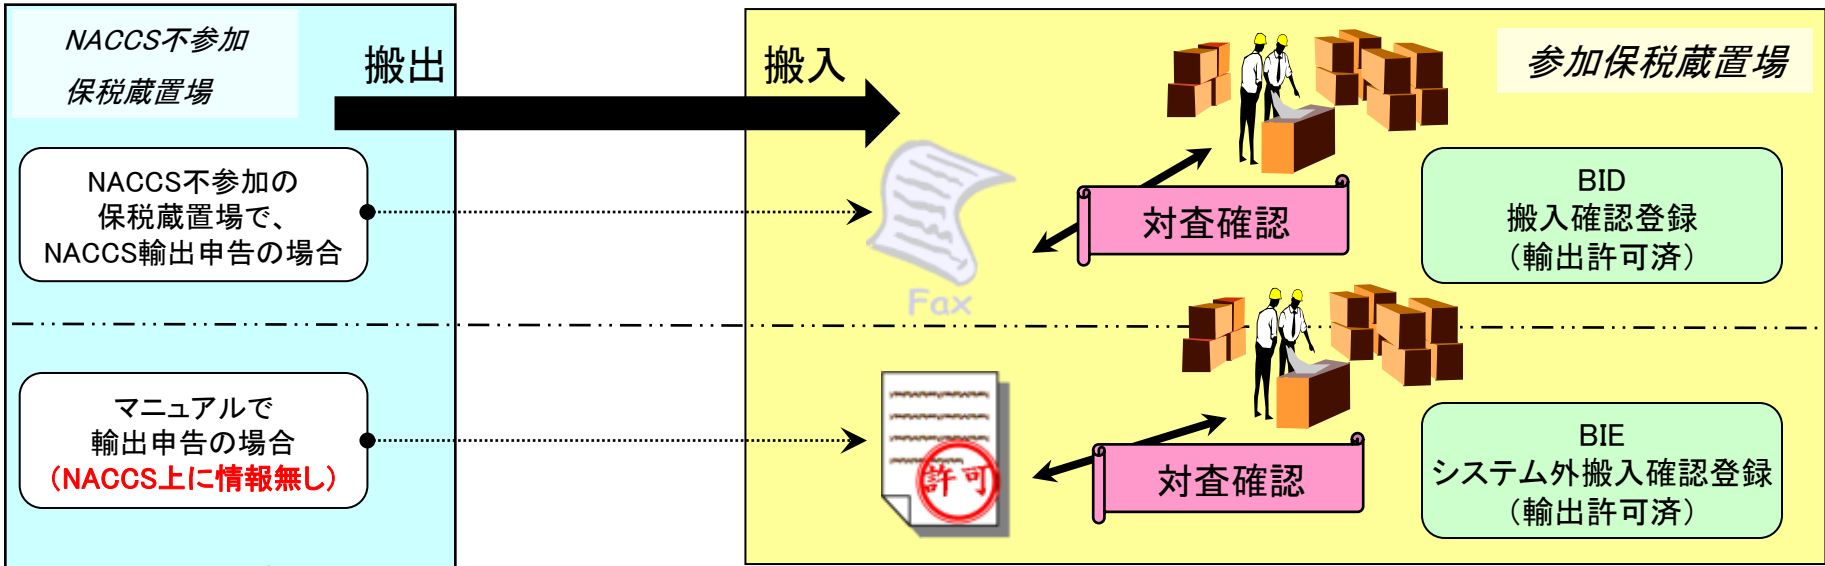 NACCS不参加
保税蔵置場
搬出
搬入
参加保税蔵置場
NACCS不参加の
保税蔵置場で、
NACCS輸出申告の場合
Fax
対査確認
BID
搬入確認登録
（輸出許可済）
マニュアルで
輸出申告の場合
（NACCS上に情報無し）
許可
対査確認
BIE
システム外搬入確認登録
（輸出許可済）